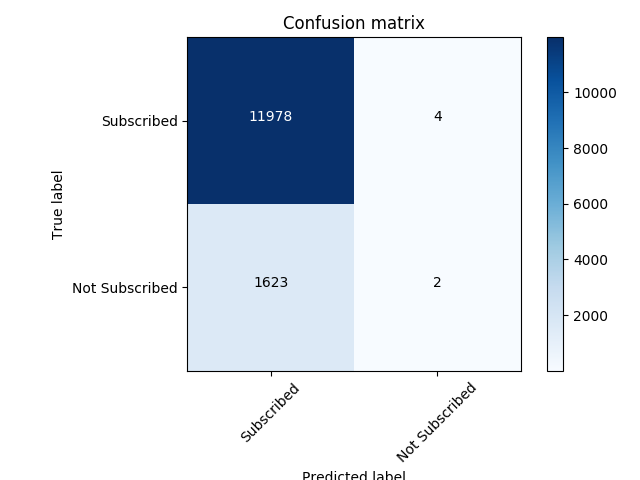 Confusion matrix
Subscribed
11978
4
10000
8000
6000
4000
2000
True label
Not Subscribed
1623
2
Subscribed
Not Subscribed
Predicted label